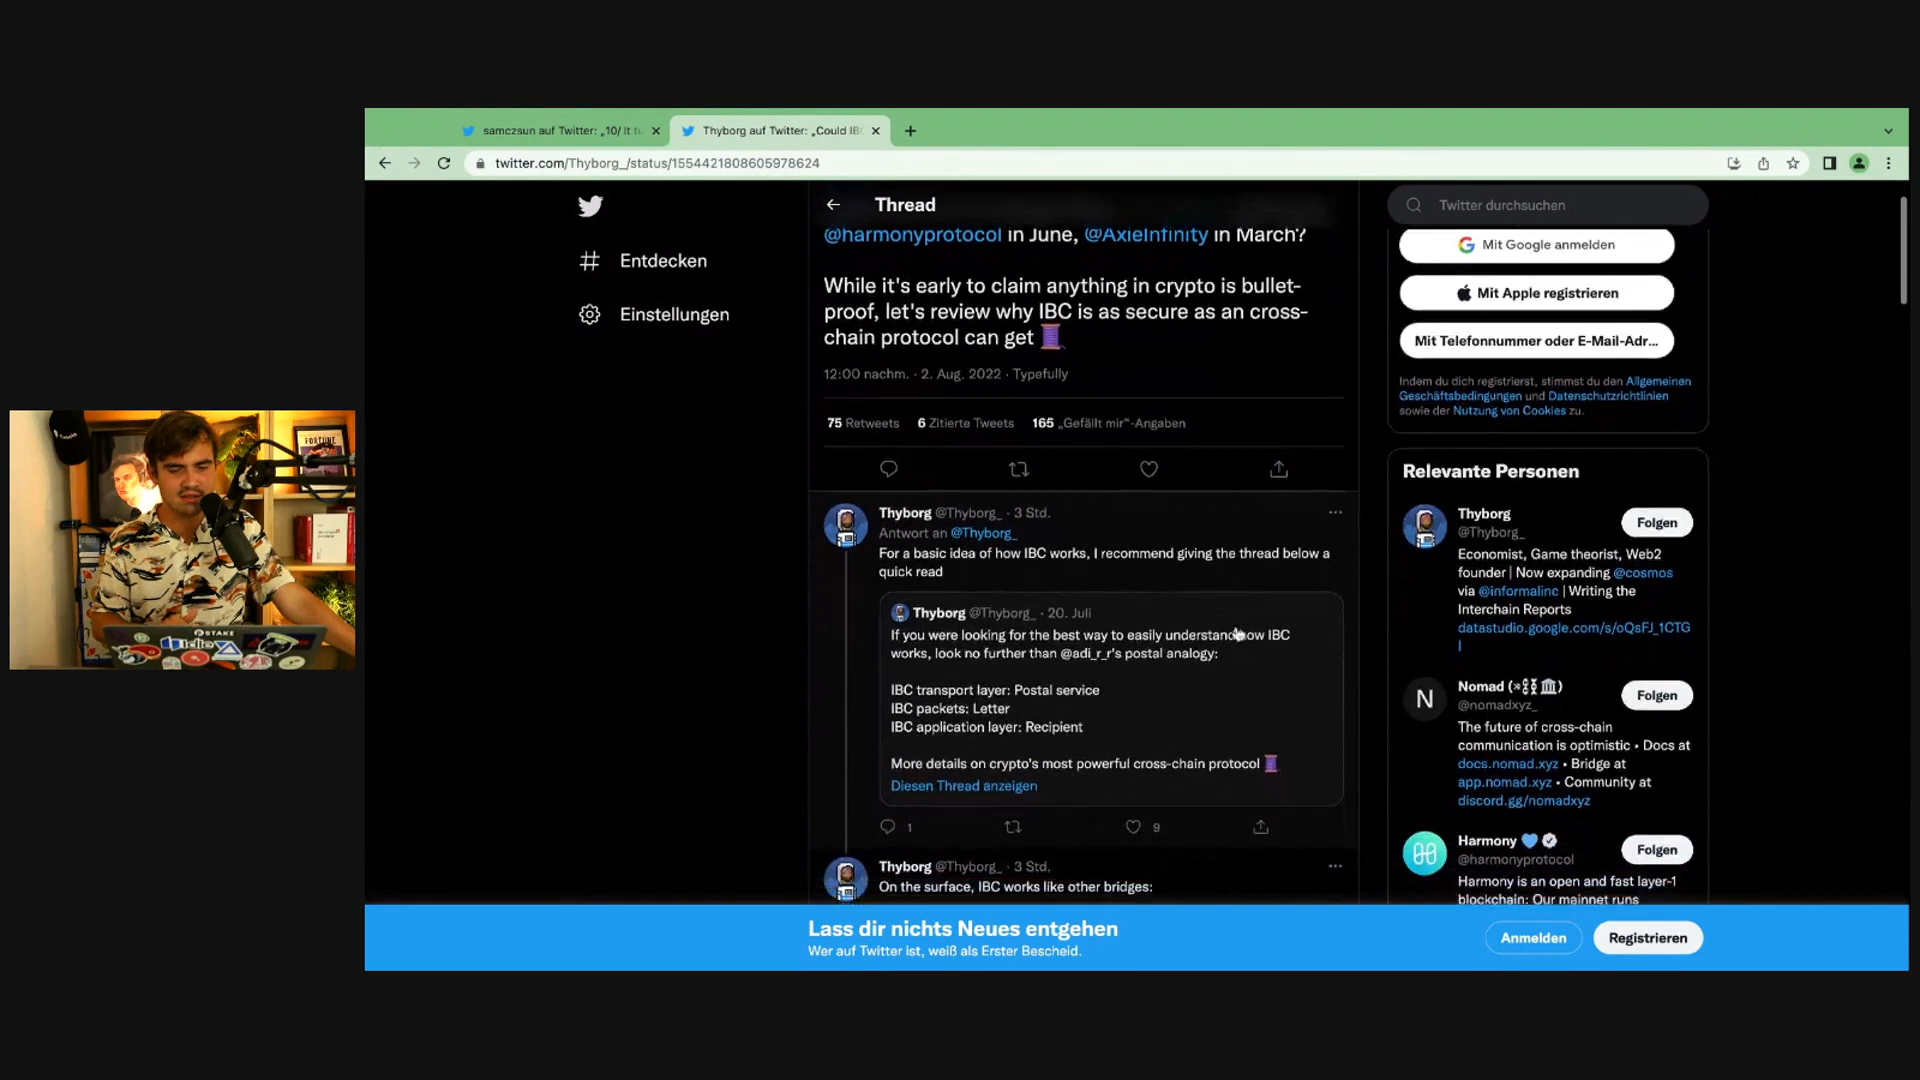 samczsun auf Twitter: „10/ It tu
Thyborg auf Twitter: „Could IBC
twitter.com/Thyborg_/status/1554421808605978624
Entdecken
Einstellungen
Thread
@harmonyprotocol in June, @AxieInfinity in March?
While it's early to claim anything in crypto is bullet-
proof, let's review why IBC is as secure as an cross-
chain protocol can get
12:00 nachm. · 2. Aug. 2022 · Typefully
75 Retweets 6 Zitierte Tweets 165 „Gefällt mir“-Angaben
Thyborg @Thyborg_ · 3 Std.
Antwort an @Thyborg_
For a basic idea of how IBC works, I recommend giving the thread below a
quick read
Thyborg @Thyborg_ · 20. Juli
If you were looking for the best way to easily understand how IBC
works, look no further than @adi_r_r's postal analogy:
IBC transport layer: Postal service
IBC packets: Letter
IBC application layer: Recipient
More details on crypto's most powerful cross-chain protocol
Diesen Thread anzeigen
1
9
Thyborg @Thyborg_ · 3 Std.
On the surface, IBC works like other bridges:
Twitter durchsuchen
Mit Google anmelden
Mit Apple registrieren
Mit Telefonnummer oder E-Mail-Adr...
Indem du dich registrierst, stimmst du den Allgemeinen
Geschäftsbedingungen und Datenschutzrichtlinien
sowie der Nutzung von Cookies zu.
Relevante Personen
Thyborg
@Thyborg_
Folgen
Economist, Game theorist, Web2
founder | Now expanding @cosmos
via @informalinc | Writing the
Interchain Reports
datastudio.google.com/s/oQsFJ_1CTG
I
N
Nomad
@nomadxyz_
Folgen
The future of cross-chain
communication is optimistic • Docs at
docs.nomad.xyz • Bridge at
app.nomad.xyz • Community at
discord.gg/nomadxyz
Harmony
@harmonyprotocol
Folgen
Harmony is an open and fast layer-1
blockchain: Our mainnet runs
Lass dir nichts Neues entgehen
Wer auf Twitter ist, weiß als Erster Bescheid.
Anmelden
Registrieren
FORTUNE
STAKE